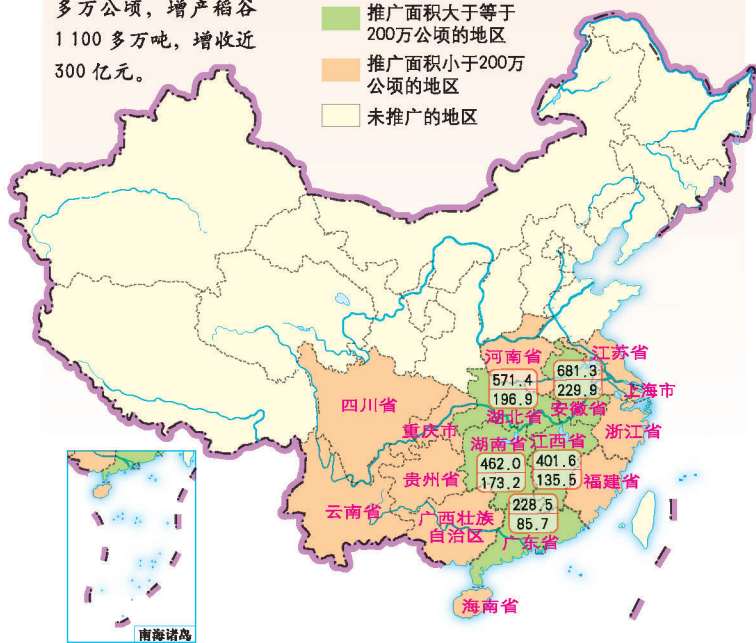 多万公顷，增产稻谷
1 100 多万吨，增收近
300 亿元。
推广面积大于等于
200万公顷的地区
推广面积小于200万
公顷的地区
未推广的地区
河南省
江苏省
571.4
196.9
681.3
229.9
上海市
四川省
湖北省
安徽省
重庆市
浙江省
湖南省
江西省
462.0
173.2
401.6
135.5
贵州省
福建省
228.5
85.7
云南省
广西壮族
自治区
广东省
海南省
南海诸岛